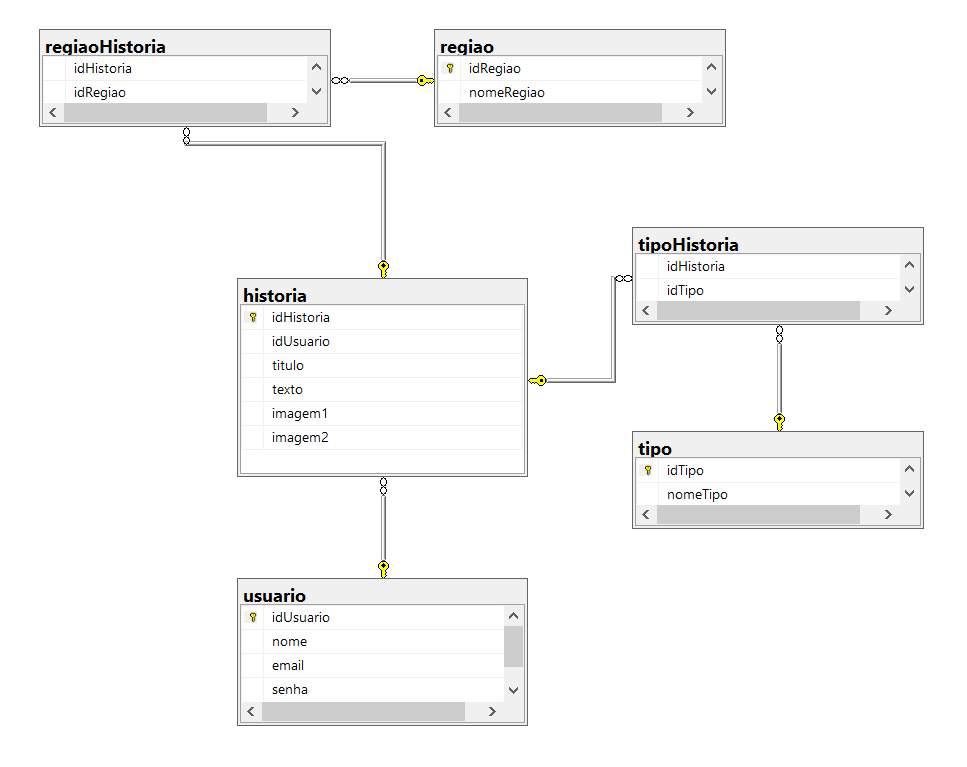 regiaoHistoria
idHistoria
idRegiao
regiao
idRegiao
nomeRegiao
tipoHistoria
idHistoria
idTipo
historia
idHistoria
idUsuario
titulo
texto
imagem1
imagem2
tipo
idTipo
nomeTipo
usuario
idUsuario
nome
email
senha